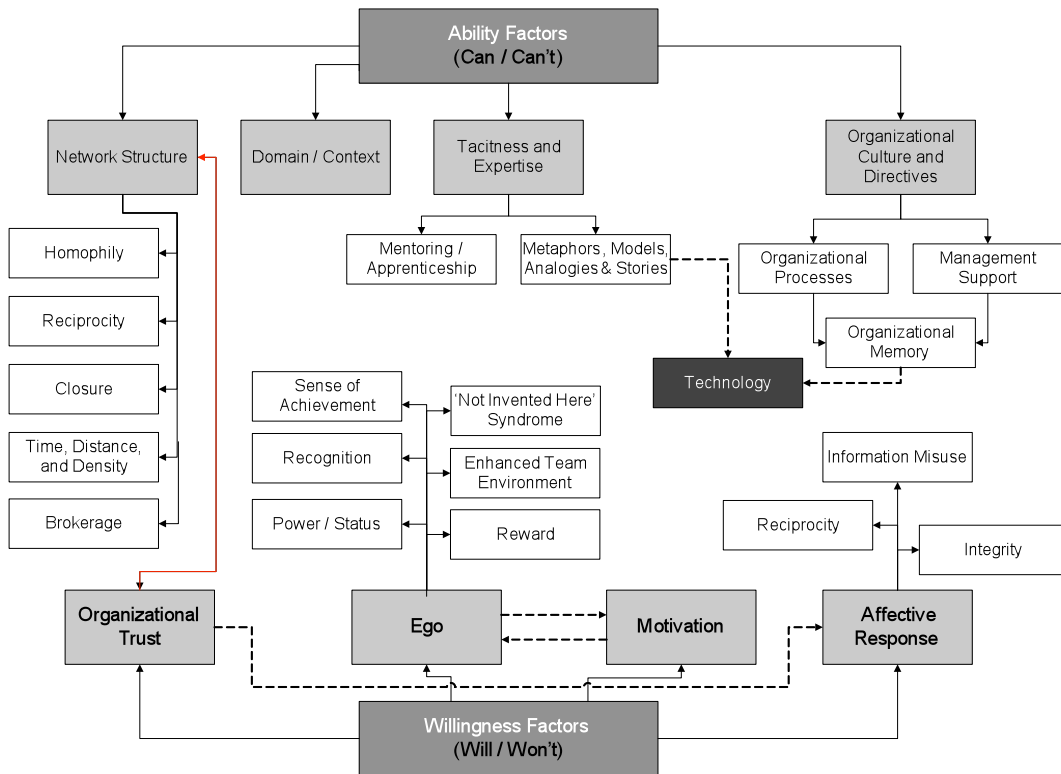 Ability Factors
(Can / Can't)
Network Structure
Domain / Context
Tacitness and
Expertise
Organizational
Culture and
Directives
Homophily
Reciprocity
Closure
Time, Distance,
and Density
Brokerage
Mentoring /
Apprenticeship
Metaphors, Models,
Analogies & Stories
Organizational
Processes
Management
Support
Organizational
Memory
Technology
Sense of
Achievement
Recognition
Power / Status
'Not Invented Here'
Syndrome
Enhanced Team
Environment
Reward
Information Misuse
Reciprocity
Integrity
Organizational
Trust
Ego
Motivation
Affective
Response
Willingness Factors
(Will / Won't)